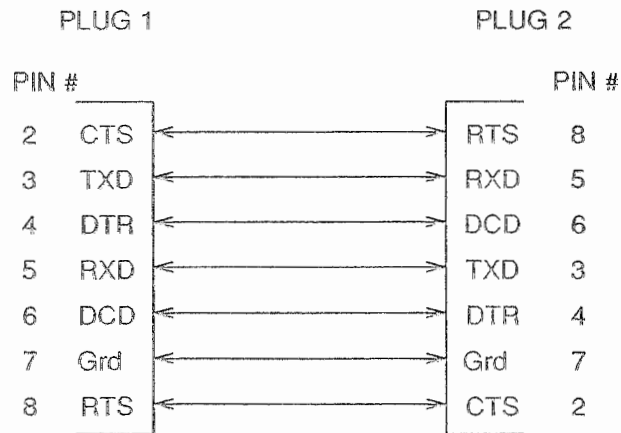 PLUG 1 PLUG 2
PIN # PIN #
2 CTS RTS 8
3 TXD RXD 5
4 DTR DCD 6
5 RXD TXD 3
6 DCD DTR 4
7 Grd Grd 7
8 RTS CTS 2